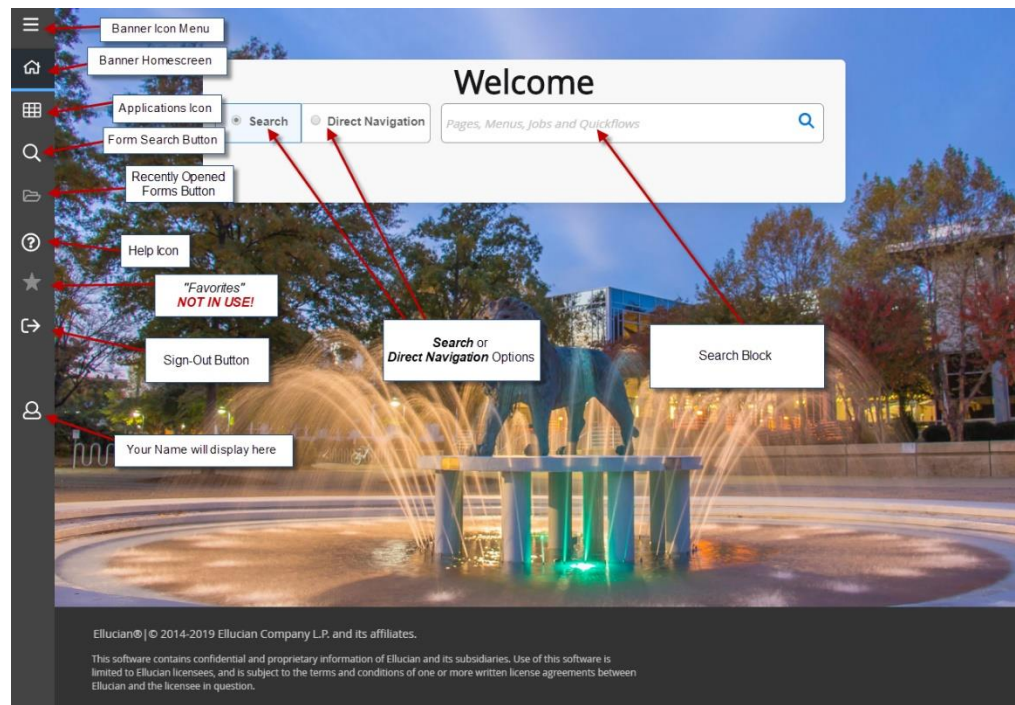 Banner Icon Menu
Banner Homescreen
Welcome
Applications Icon
Search
Direct Navigation
Pages, Menus, Jobs and Quickflows
Form Search Button
Recently Opened
Forms Button
Help Icon
"Favorites"
NOT IN USE!
Sign-Out Button
Search or
Direct Navigation Options
Search Block
Your Name will display here
Ellucian®|© 2014-2019 Ellucian Company L.P. and its affiliates.
This software contains confidential and proprietary information of Ellucian and its subsidiaries. Use of this software is
limited to Ellucian licensees, and is subject to the terms and conditions of one or more written license agreements between
Ellucian and the licensee in question.